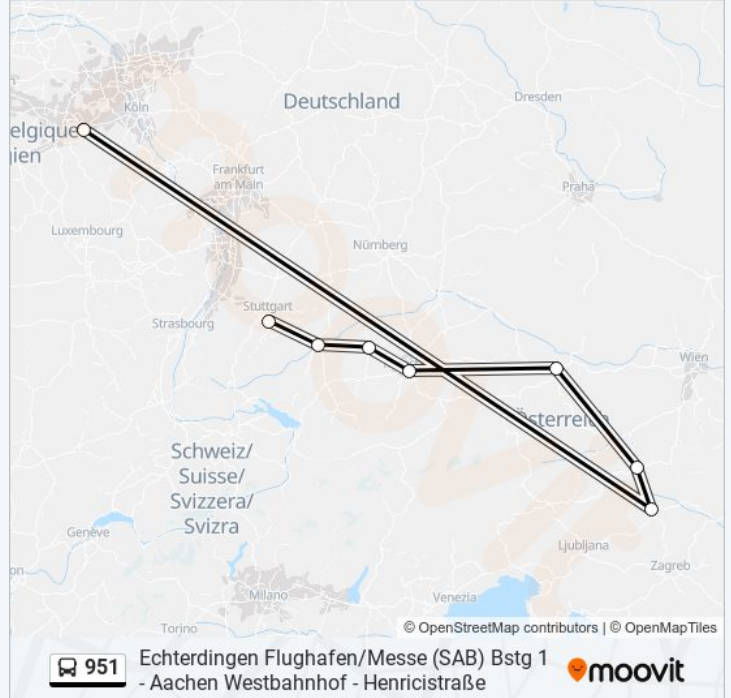 Deutschland
Dresden
Köln
elgique
ien
Frankfurt
am Main
Praha
Luxembourg
Nürnberg
Stuttgart
Strasbourg
Wien
Österreich
Schweiz/
Suisse/
Svizzera/
Svizra
Genève
Ljubljana
Zagreb
on
Milano
Venezia
Torino
© OpenStreetMap contributors | © OpenMapTiles
951
Echterdingen Flughafen/Messe (SAB) Bstg 1
- Aachen Westbahnhof - Henricistraße
moovit